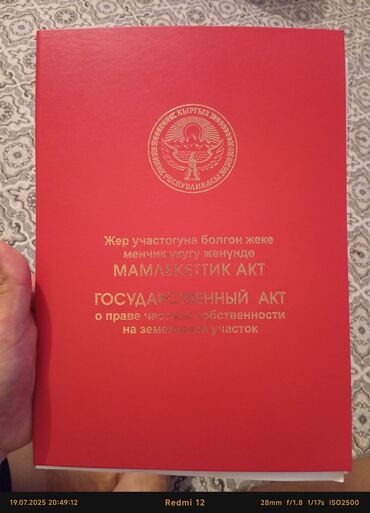 КЫРГЫЗ
РЕСПУБЛИКАСЫ
Жер участогуна болгон жеке
менчик укугу жөнүндө
МАМЛЕКЕТТИК АКТ
ГОСУДАРСТВЕННЫЙ АКТ
о праве частной собственности
на земельный участок
19.07.2025 20:49:12
Redmi 12
28mm f/1.8 1/17s ISO2500